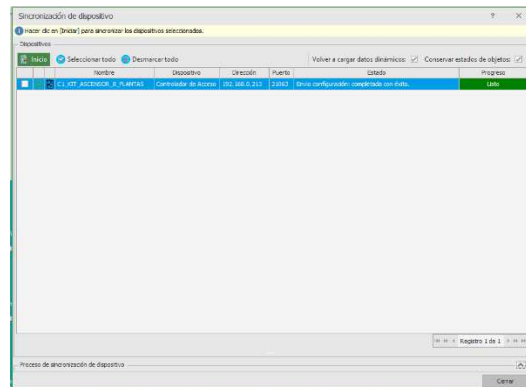 Sincronización de dispositivo
Hacer clic en [Iniciar] para sincronizar los dispositivos seleccionados.
Dispositivos
Inicio Seleccionar todo Desmarcar todo Volver a cargar datos dinámicos: Conservar estados de objetos:
Nombre Dispositivo Dirección Puerto Estado Progreso
C1_KIT_ASCENSOR_8_PLANTAS Controlador de Acceso 192.168.0.213 21003 Envío configuración: completada con éxito. Listo
Registro 1 de 1
Proceso de sincronización de dispositivo
Cerrar